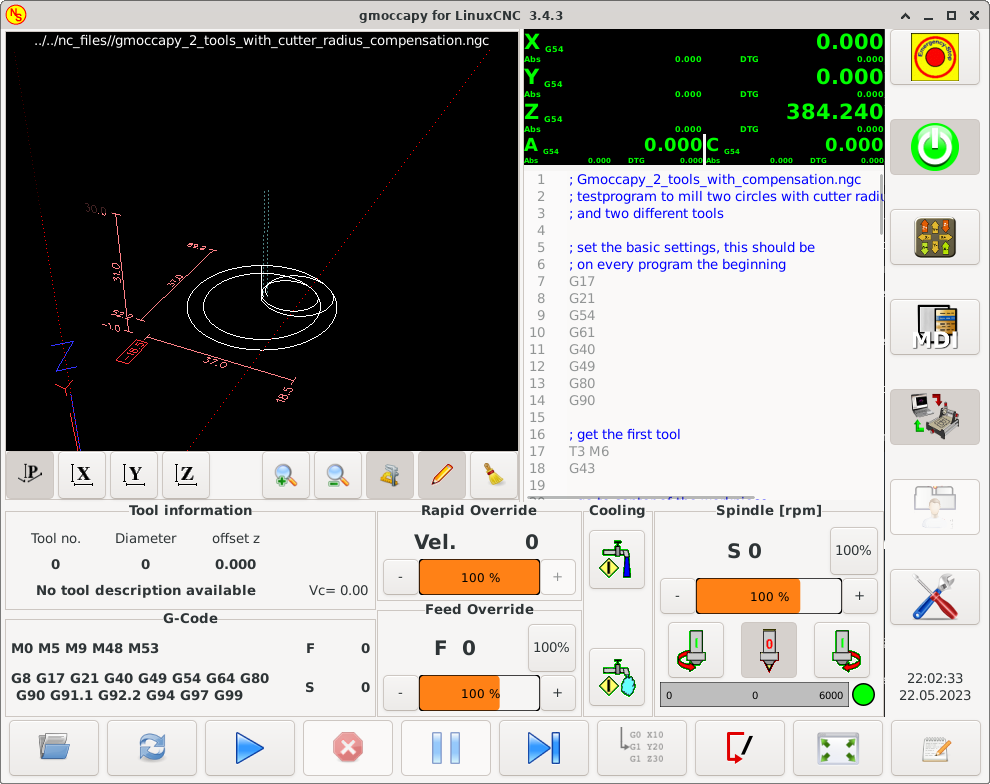 gmoccapy for LinuxCNC 3.4.3
../../nc_files//gmoccapy_2_tools_with_cutter_radius_compensation.ngc
30.0
31.0
-1.0
37.0
18.5
-18.5
Z
Y
X G54 0.000
Abs 0.000 DTG 0.000
Y G54 0.000
Abs 0.000 DTG 0.000
Z G54 384.240
Abs 0.000 DTG 0.000
A G54 0.000 C G54 0.000
Abs 0.000 DTG 0.000 Abs 0.000 DTG 0.000
1 ; Gmoccapy_2_tools_with_compensation.ngc
2 ; testprogram to mill two circles with cutter radiu
3 ; and two different tools
4
5 ; set the basic settings, this should be
6 ; on every program the beginning
7 G17
8 G21
9 G54
10 G61
11 G40
12 G49
13 G80
14 G90
15
16 ; get the first tool
17 T3 M6
18 G43
19
Emergency-Stop
MDI
P X Y Z
Tool information
Tool no. Diameter offset z
0 0 0.000
No tool description available Vc= 0.00
G-Code
M0 M5 M9 M48 M53 F 0
G8 G17 G21 G40 G49 G54 G64 G80
G90 G91.1 G92.2 G94 G97 G99
S 0
Rapid Override
Vel. 0
- 100 % +
Feed Override
F 0 100%
- 100 % +
Cooling
Spindle [rpm]
S 0 100%
- 100 % +
I 0 I
0 0 6000
22:02:33
22.05.2023
G0 X10
G1 Y20
G1 Z30